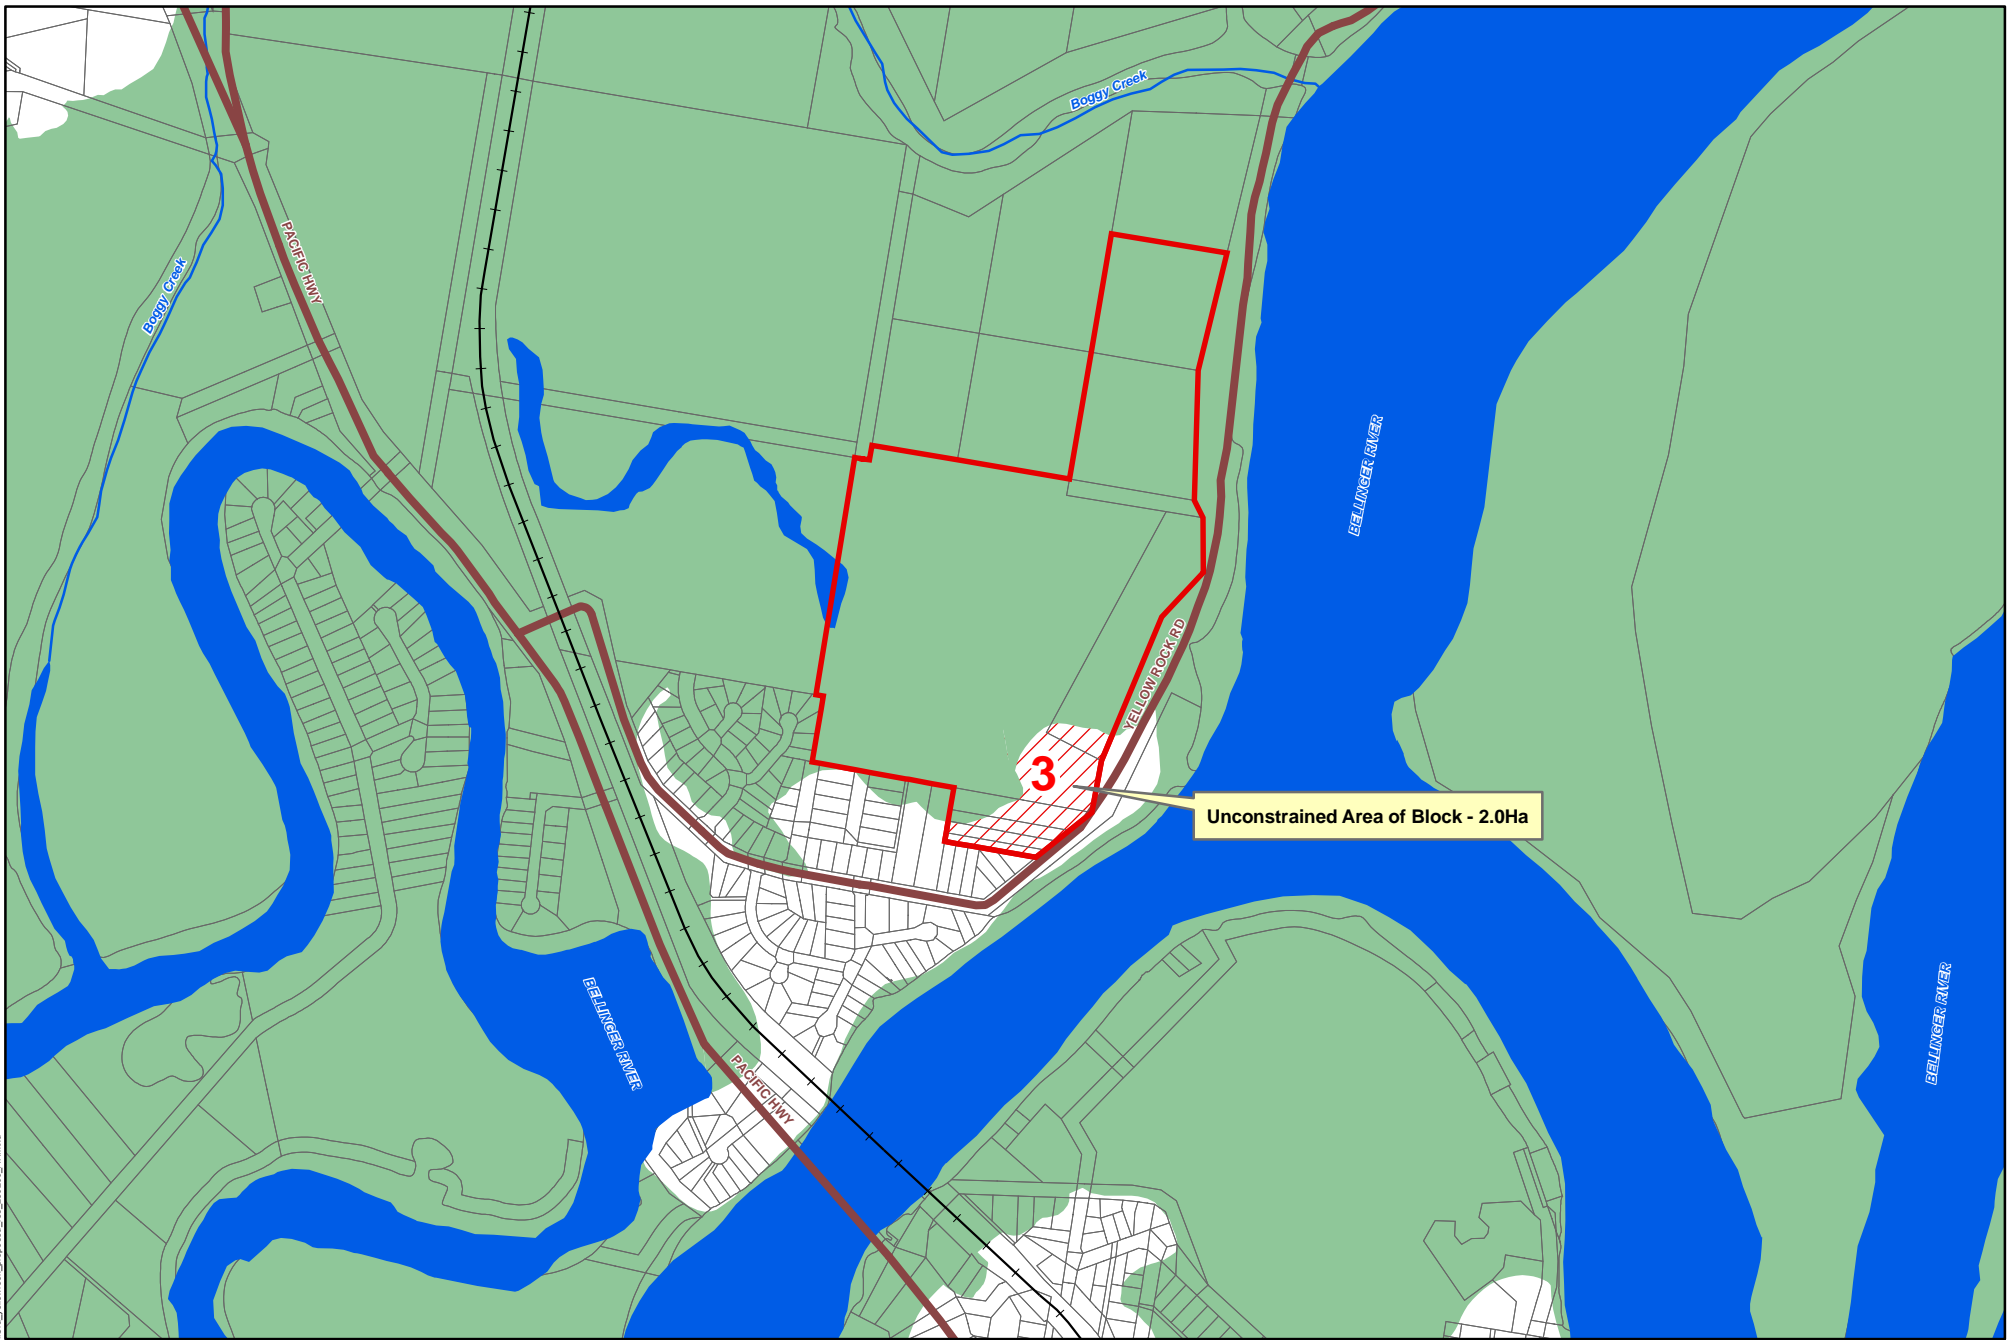 Boggy Creek
PACIFIC HWY
Boggy Creek
BELLINGER RIVER
YELLOW ROCK RD
3
Unconstrained Area of Block - 2.0Ha
BELLINGER RIVER
BELLINGER RIVER
PACIFIC HWY